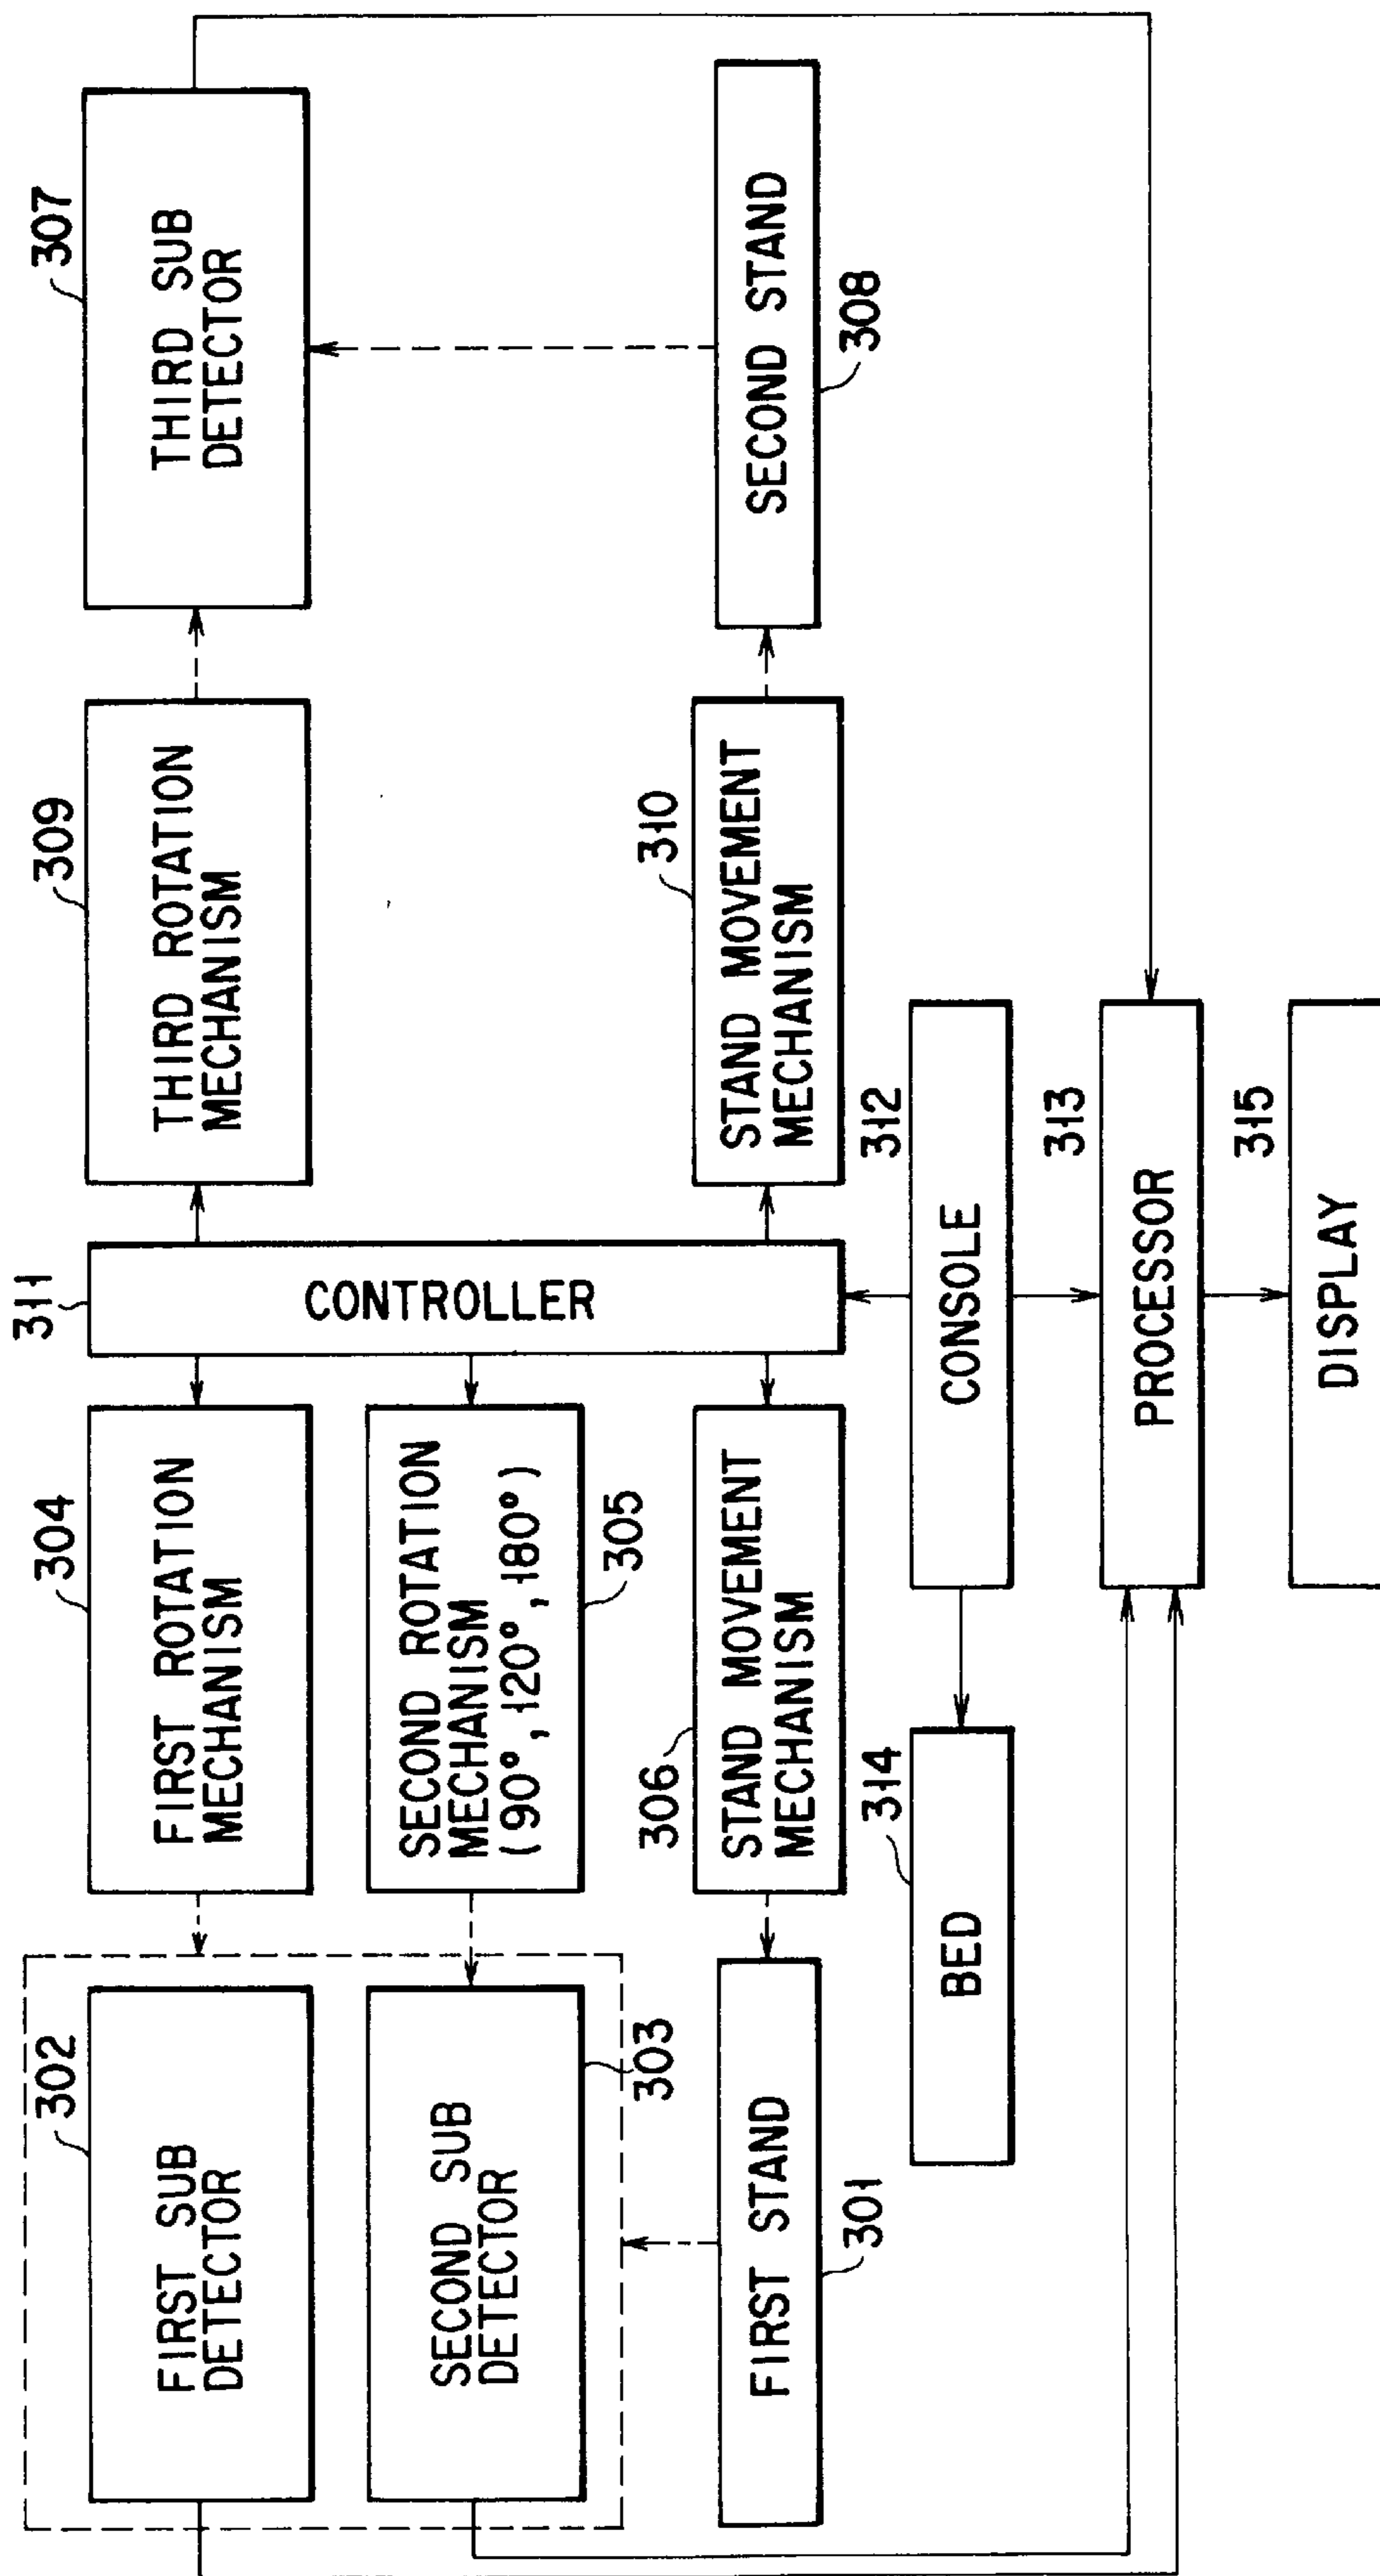 302
FIRST SUB
DETECTOR
304
FIRST ROTATION
MECHANISM
311
CONTROLLER
309
THIRD ROTATION
MECHANISM
307
THIRD SUB
DETECTOR
SECOND SUB
DETECTOR
303
SECOND ROTATION
MECHANISM
(90°,120°,180°)
305
FIRST STAND
301
306
STAND MOVEMENT
MECHANISM
310
STAND MOVEMENT
MECHANISM
SECOND STAND
308
314
BED
312
CONSOLE
313
PROCESSOR
315
DISPLAY